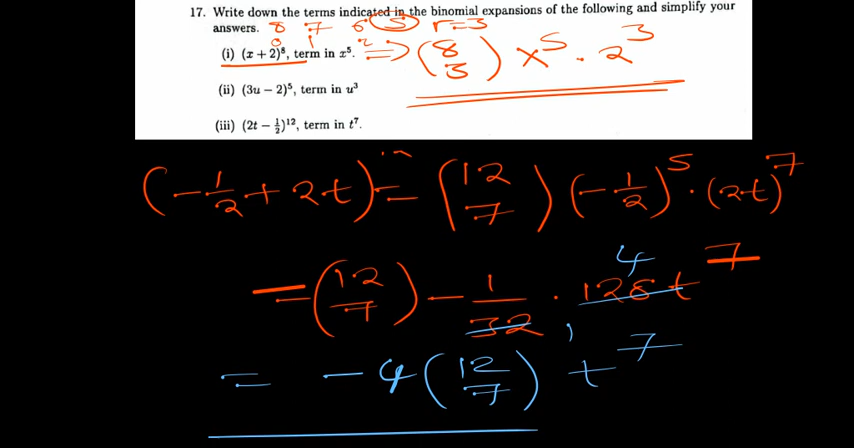 17. Write down the terms indicated in the binomial expansions of the following and simplify your
answers. 8 7 6 5 r=3
0 1 2
(i) (x + 2)⁸, term in x⁵. => (8 3) x⁵ · 2³
(ii) (3u − 2)⁵, term in u³
(iii) (2t − ½)¹², term in t⁷.
(−1/2 + 2t)¹² = (12 7) (−1/2)⁵ · (2t)⁷
= (12 7) − 1/32 · 128t⁷
4
1
= −4 (12 7) t⁷